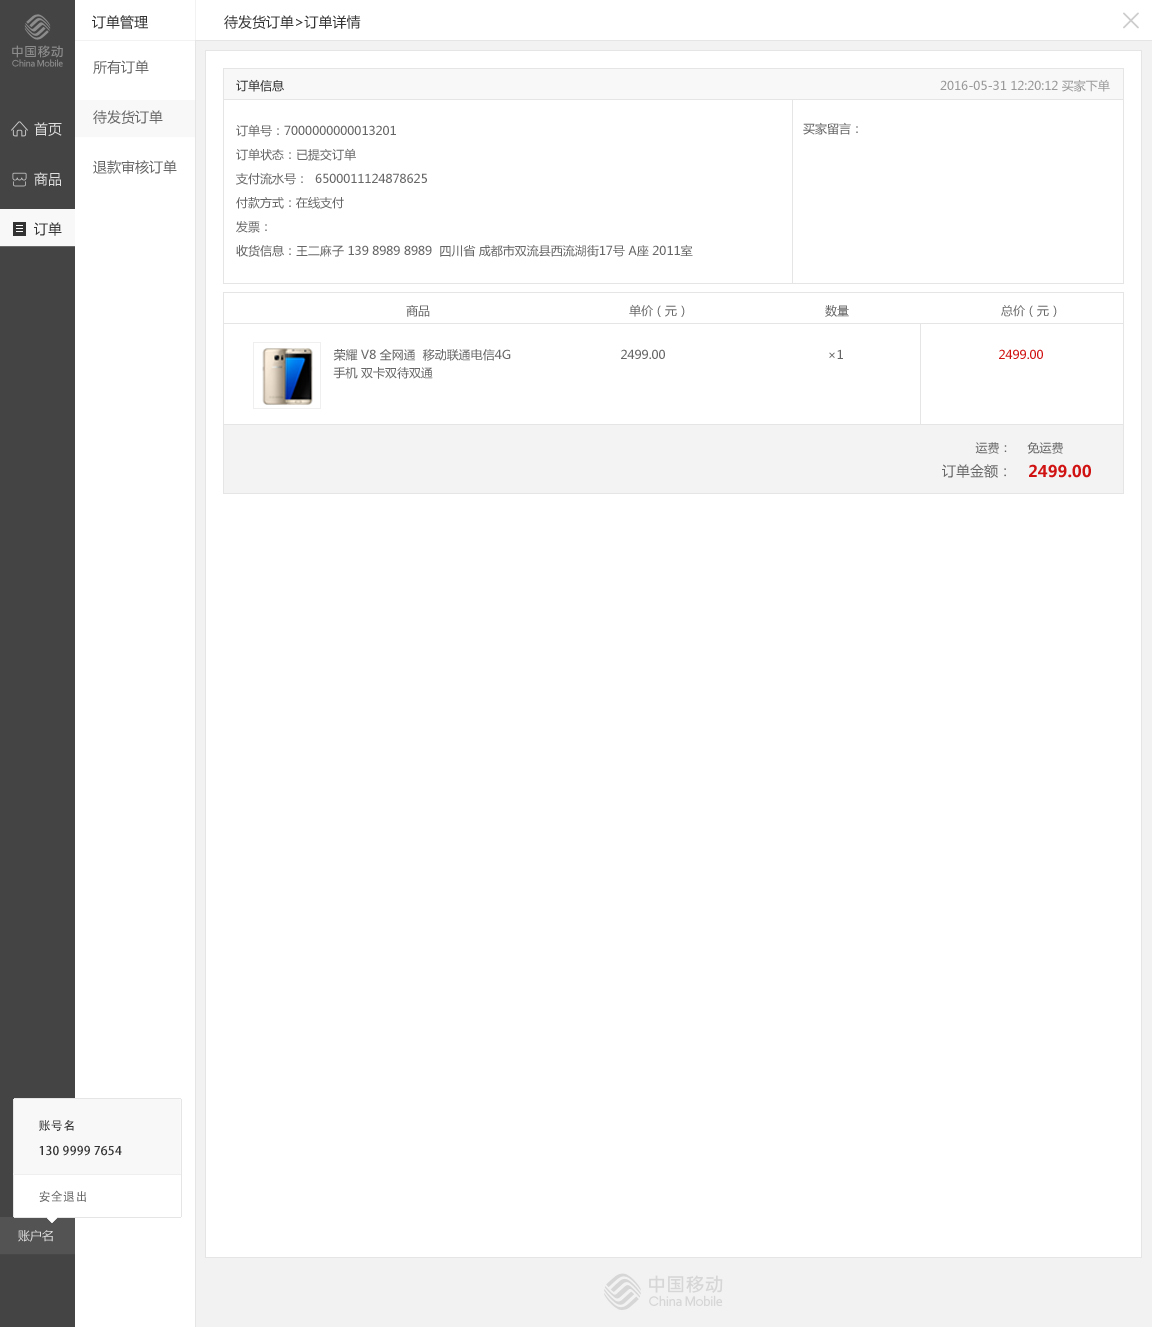 中国移动
China Mobile
首页
商品
订单
订单管理
所有订单
待发货订单
退款审核订单
待发货订单>订单详情
订单信息
2016-05-31 12:20:12 买家下单
订单号：7000000000013201
订单状态：已提交订单
支付流水号： 6500011124878625
付款方式：在线支付
发票：
收货信息：王二麻子 139 8989 8989 四川省 成都市双流县西流湖街17号 A座 2011室
买家留言：
商品 单价（元） 数量 总价（元）
荣耀 V8 全网通 移动联通电信4G
手机 双卡双待双通
2499.00 ×1 2499.00
运费： 免运费
订单金额： 2499.00
账号名
130 9999 7654
安全退出
账户名
中国移动
China Mobile